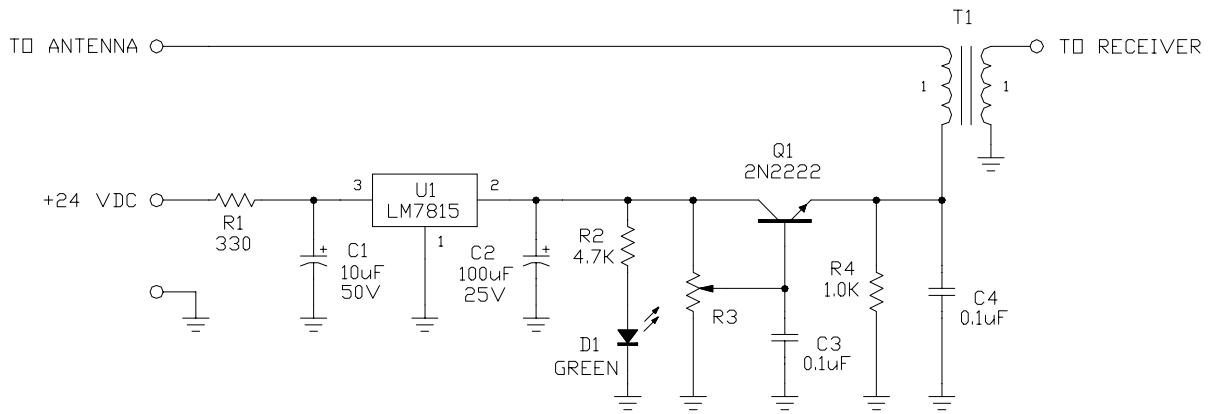 T1
TO ANTENNA
TO RECEIVER
1
1
Q1
2N2222
+24 VDC
R1
330
3
U1
LM7815
2
1
C1
10uF
50V
+
C2
100uF
25V
+
R2
4.7K
D1
GREEN
R3
C3
0.1uF
R4
1.0K
C4
0.1uF